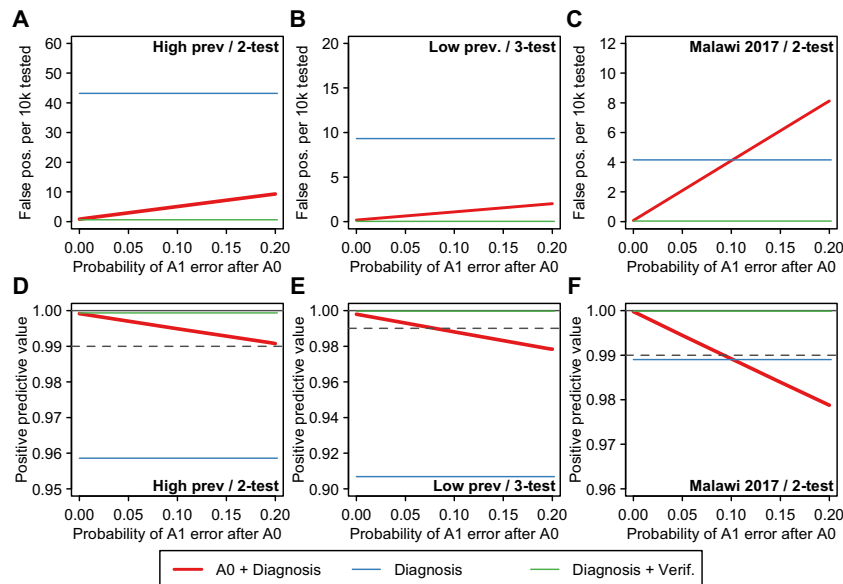 A
B
C
High prev / 2-test
Low prev. / 3-test
Malawi 2017 / 2-test
False pos. per 10k tested
60
50
40
30
20
10
0
0.00 0.05 0.10 0.15 0.20
Probability of A1 error after A0
False pos. per 10k tested
20
15
10
5
0
0.00 0.05 0.10 0.15 0.20
Probability of A1 error after A0
False pos. per 10k tested
12
10
8
6
4
2
0
0.00 0.05 0.10 0.15 0.20
Probability of A1 error after A0
D
E
F
Positive predictive value
1.00
0.99
0.98
0.97
0.96
0.95
High prev / 2-test
0.00 0.05 0.10 0.15 0.20
Probability of A1 error after A0
Positive predictive value
1.00
0.98
0.96
0.94
0.92
0.90
Low prev / 3-test
0.00 0.05 0.10 0.15 0.20
Probability of A1 error after A0
Positive predictive value
1.00
0.99
0.98
0.97
0.96
Malawi 2017 / 2-test
0.00 0.05 0.10 0.15 0.20
Probability of A1 error after A0
A0 + Diagnosis Diagnosis Diagnosis + Verif.